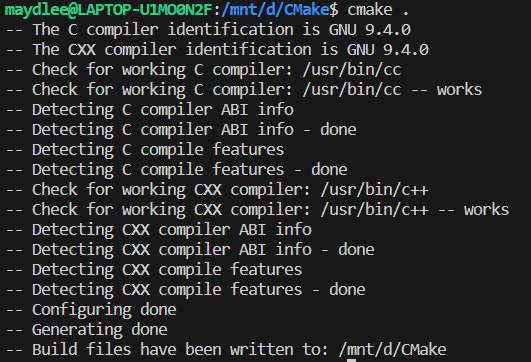 maydlee@LAPTOP-U1MO0N2F:/mnt/d/CMake$ cmake .
-- The C compiler identification is GNU 9.4.0
-- The CXX compiler identification is GNU 9.4.0
-- Check for working C compiler: /usr/bin/cc
-- Check for working C compiler: /usr/bin/cc -- works
-- Detecting C compiler ABI info
-- Detecting C compiler ABI info - done
-- Detecting C compile features
-- Detecting C compile features - done
-- Check for working CXX compiler: /usr/bin/c++
-- Check for working CXX compiler: /usr/bin/c++ -- works
-- Detecting CXX compiler ABI info
-- Detecting CXX compiler ABI info - done
-- Detecting CXX compile features
-- Detecting CXX compile features - done
-- Configuring done
-- Generating done
-- Build files have been written to: /mnt/d/CMake